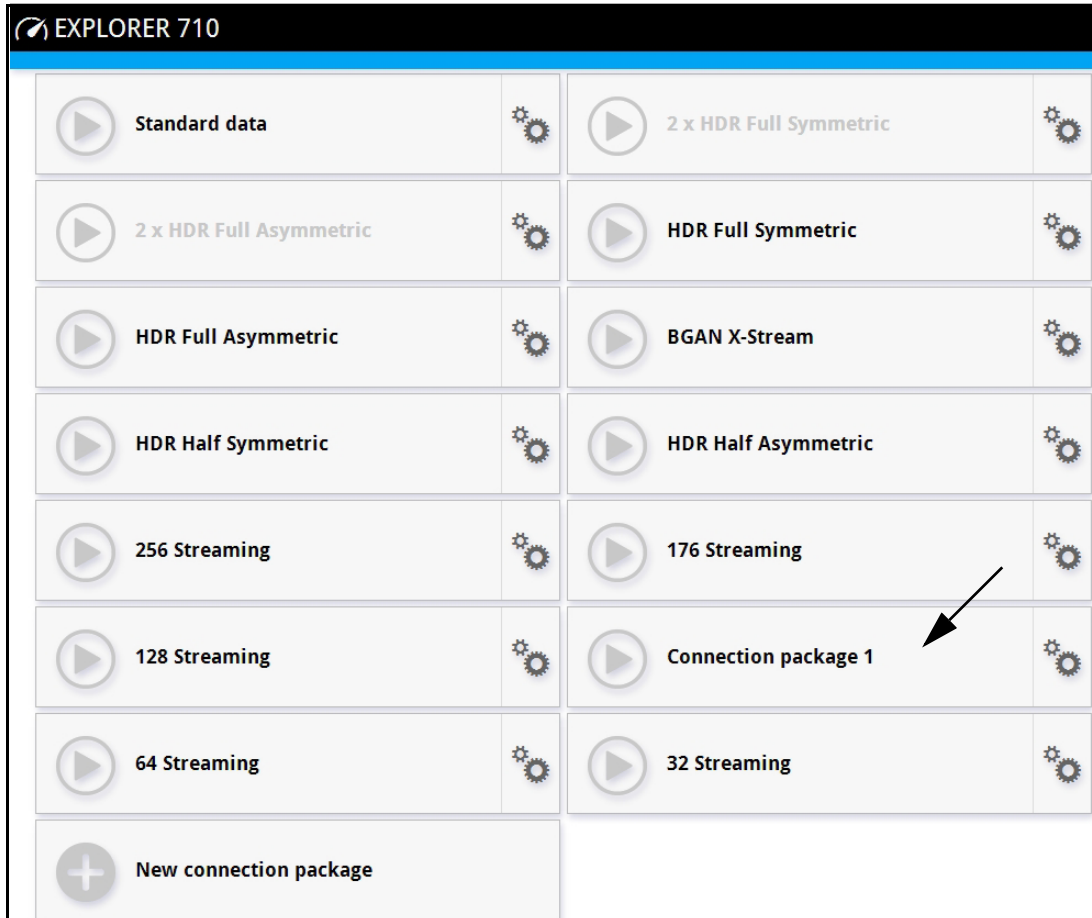 EXPLORER 710
Standard data
2 x HDR Full Symmetric
2 x HDR Full Asymmetric
HDR Full Symmetric
HDR Full Asymmetric
BGAN X-Stream
HDR Half Symmetric
HDR Half Asymmetric
256 Streaming
176 Streaming
128 Streaming
Connection package 1
64 Streaming
32 Streaming
New connection package